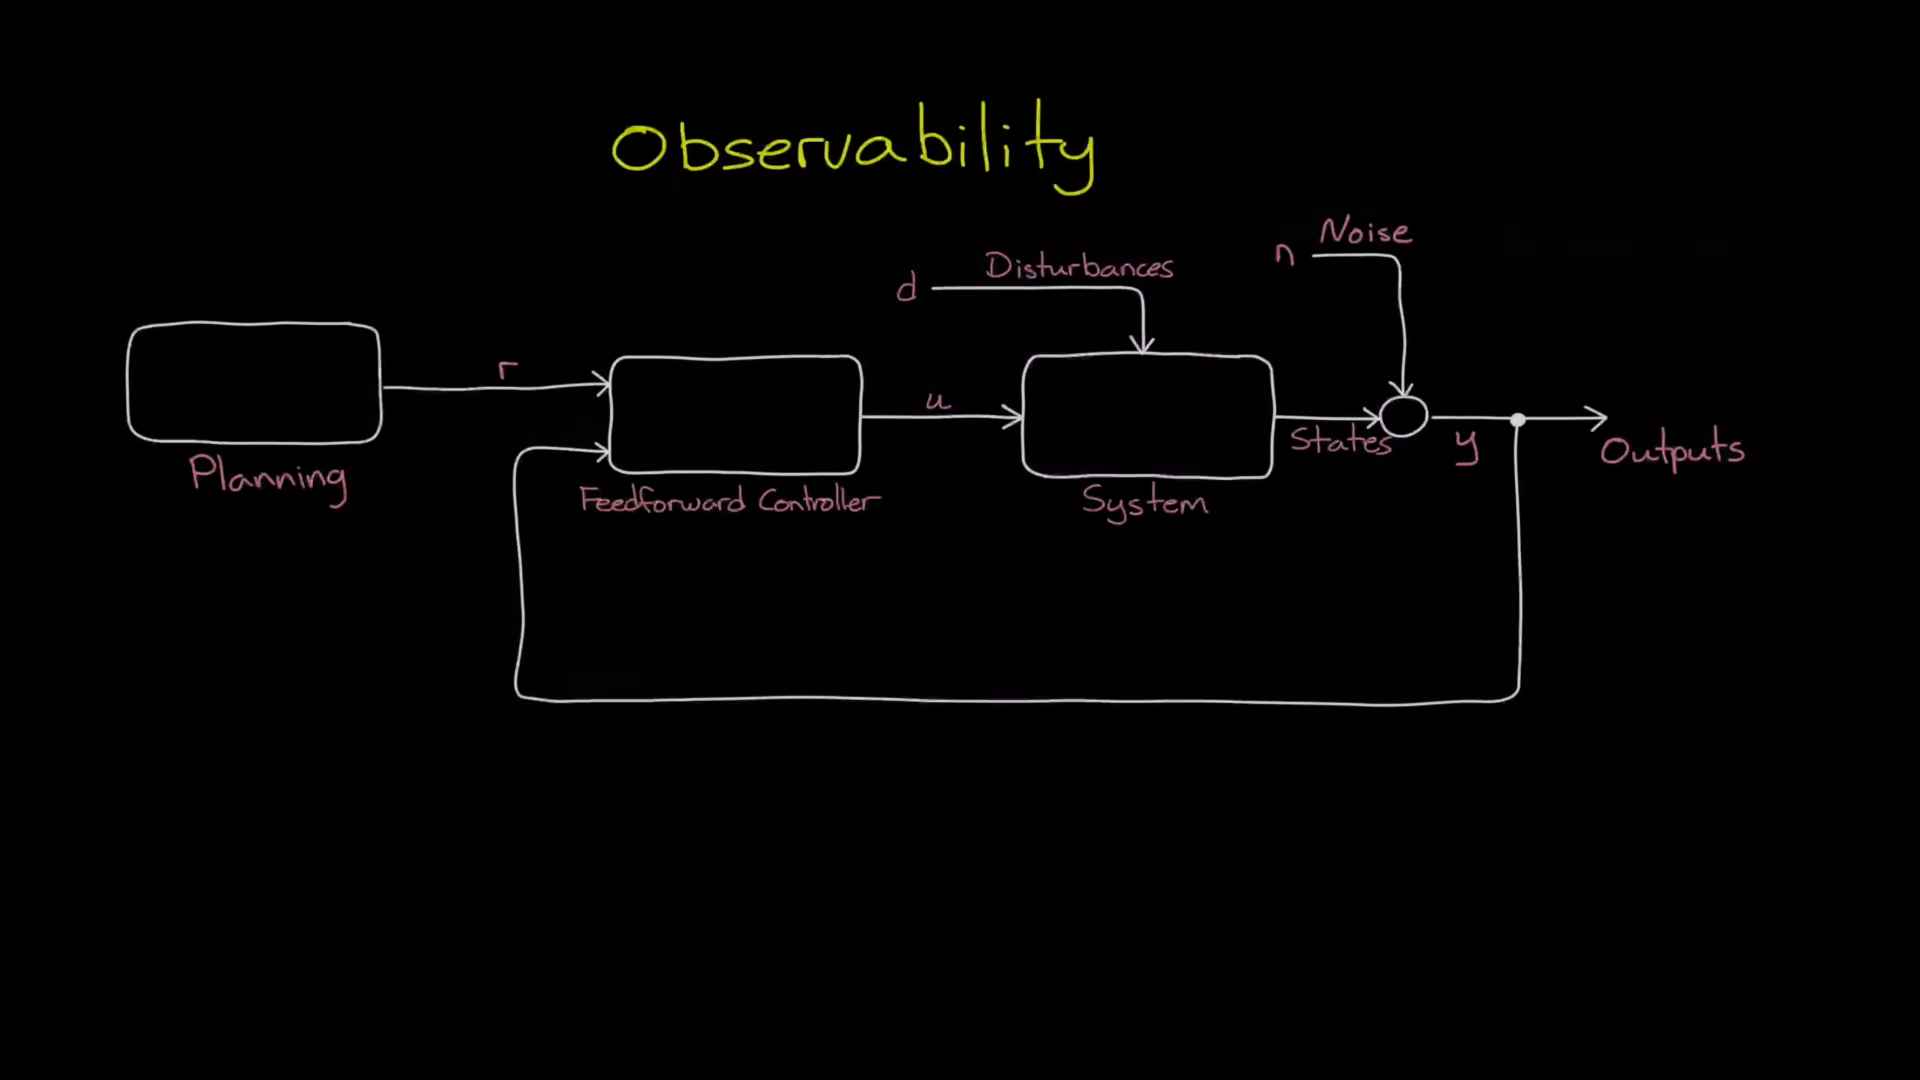 Observability
n Noise
d Disturbances
r
u
States
y
Outputs
Planning
Feedforward Controller
System